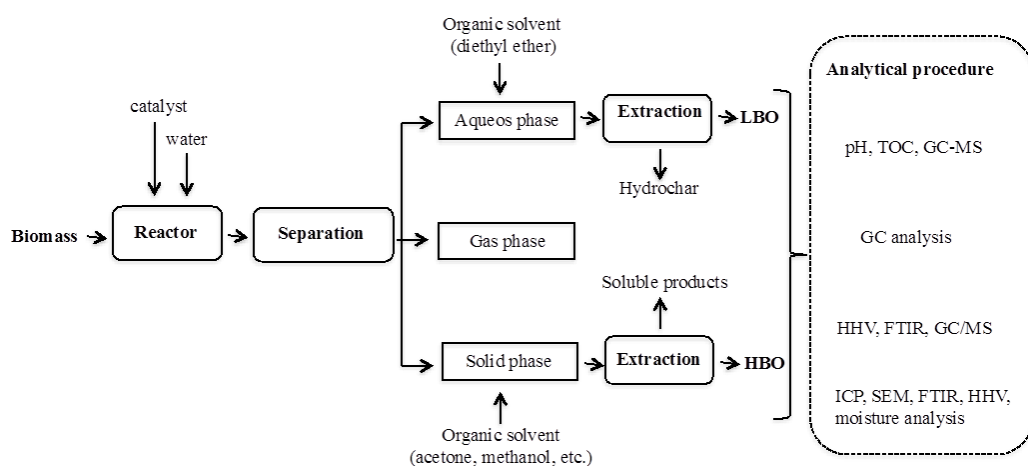 Organic solvent
(diethyl ether)
Analytical procedure
catalyst
water
Aqueos phase
Extraction
LBO
pH, TOC, GC-MS
Hydrochar
Biomass
Reactor
Separation
Gas phase
GC analysis
Soluble products
HHV, FTIR, GC/MS
Solid phase
Extraction
HBO
ICP, SEM, FTIR, HHV,
moisture analysis
Organic solvent
(acetone, methanol, etc.)